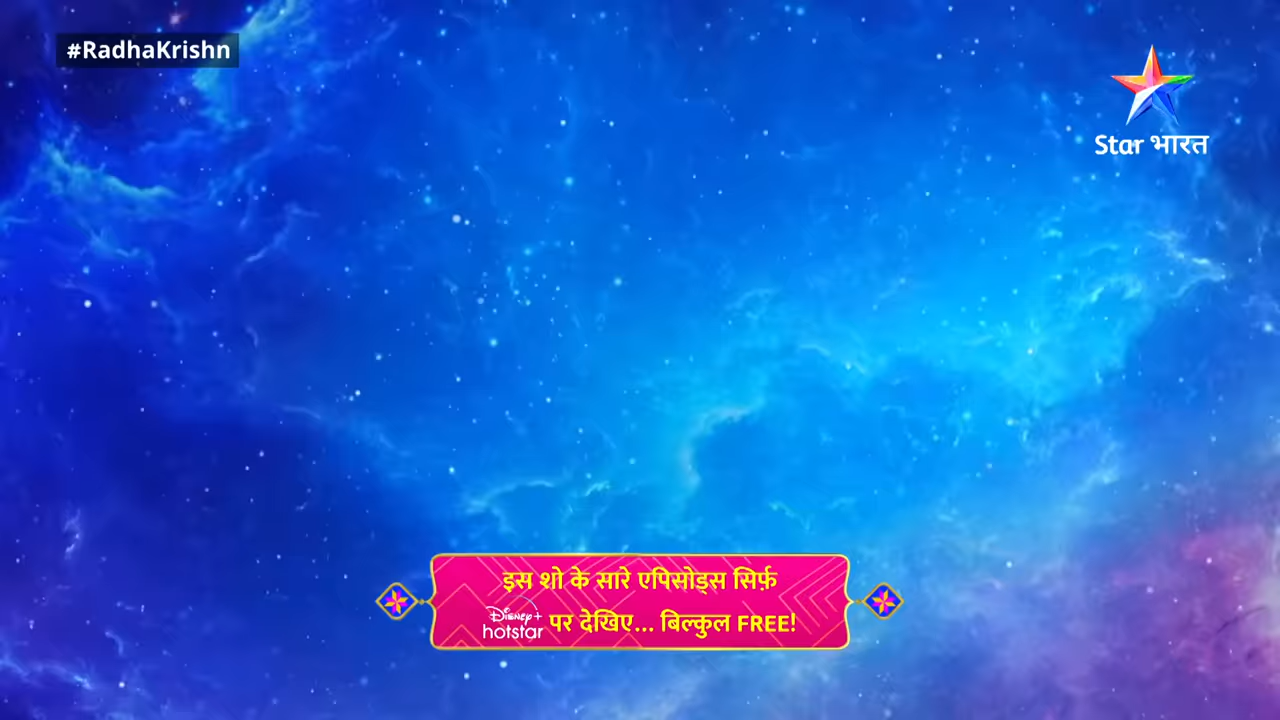 #RadhaKrishn
Star भारत
इस शो के सारे एपिसोड्स सिर्फ़
Disney+ hotstar पर देखिए... बिल्कुल FREE!